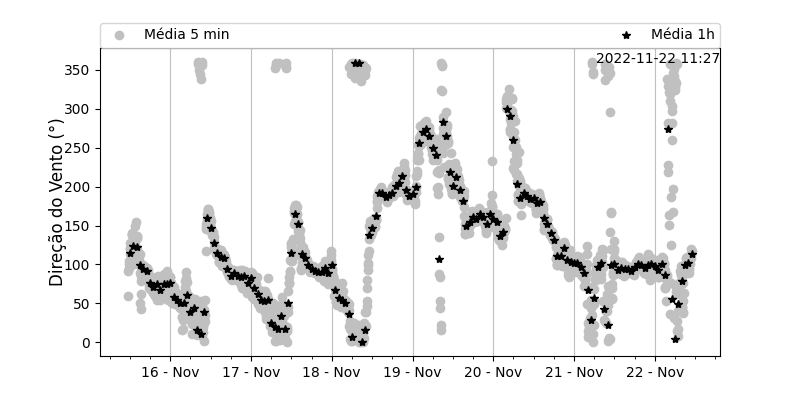 Média 5 min
Média 1h
2022-11-22 11:27
Direção do Vento (°)
350
300
250
200
150
100
50
0
16 - Nov
17 - Nov
18 - Nov
19 - Nov
20 - Nov
21 - Nov
22 - Nov